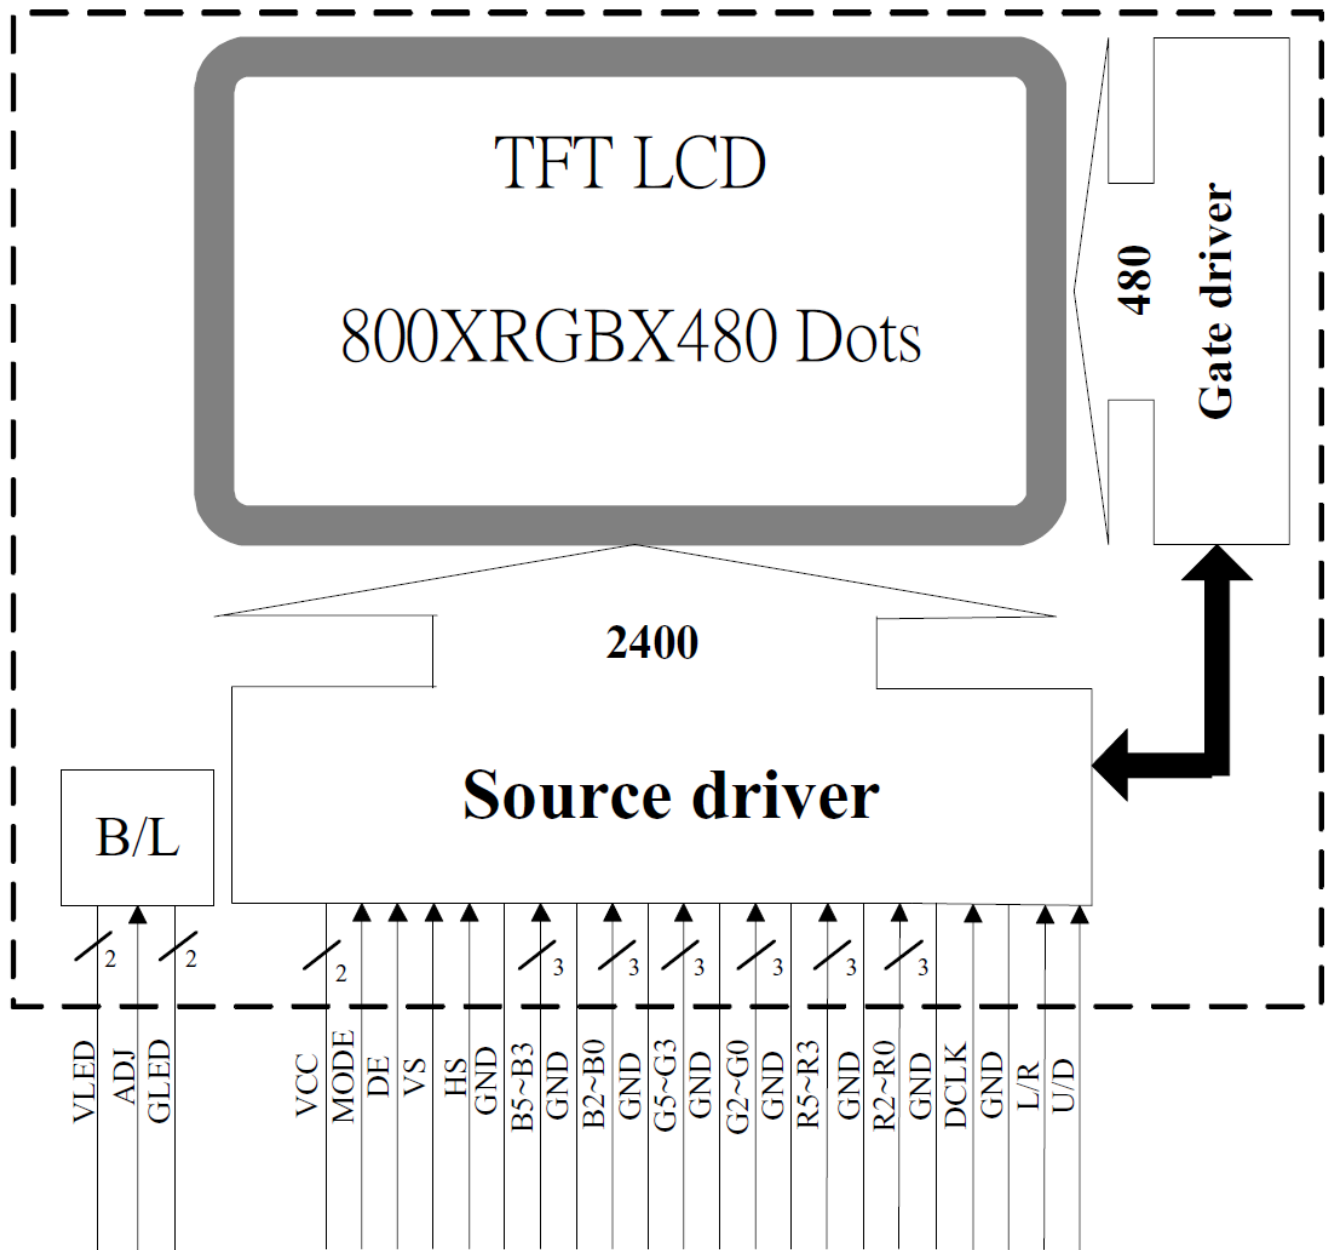 TFT LCD
800XRGBX480 Dots
480
Gate driver
2400
Source driver
B/L
2
2
2
3
3
3
3
3
3
VLED
ADJ
GLED
VCC
MODE
DE
VS
HS
GND
B5~B3
GND
B2~B0
GND
G5~G3
GND
G2~G0
GND
R5~R3
GND
R2~R0
GND
DCLK
GND
L/R
U/D